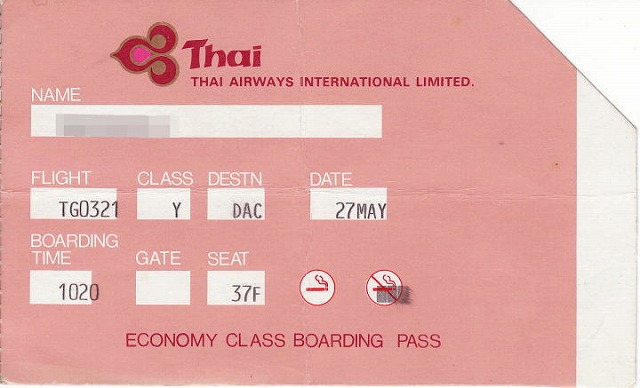 Thai
THAI AIRWAYS INTERNATIONAL LIMITED.
NAME
FLIGHT CLASS DESTN DATE
TG0321 Y DAC 27MAY
BOARDING
TIME GATE SEAT
1020 37F
ECONOMY CLASS BOARDING PASS